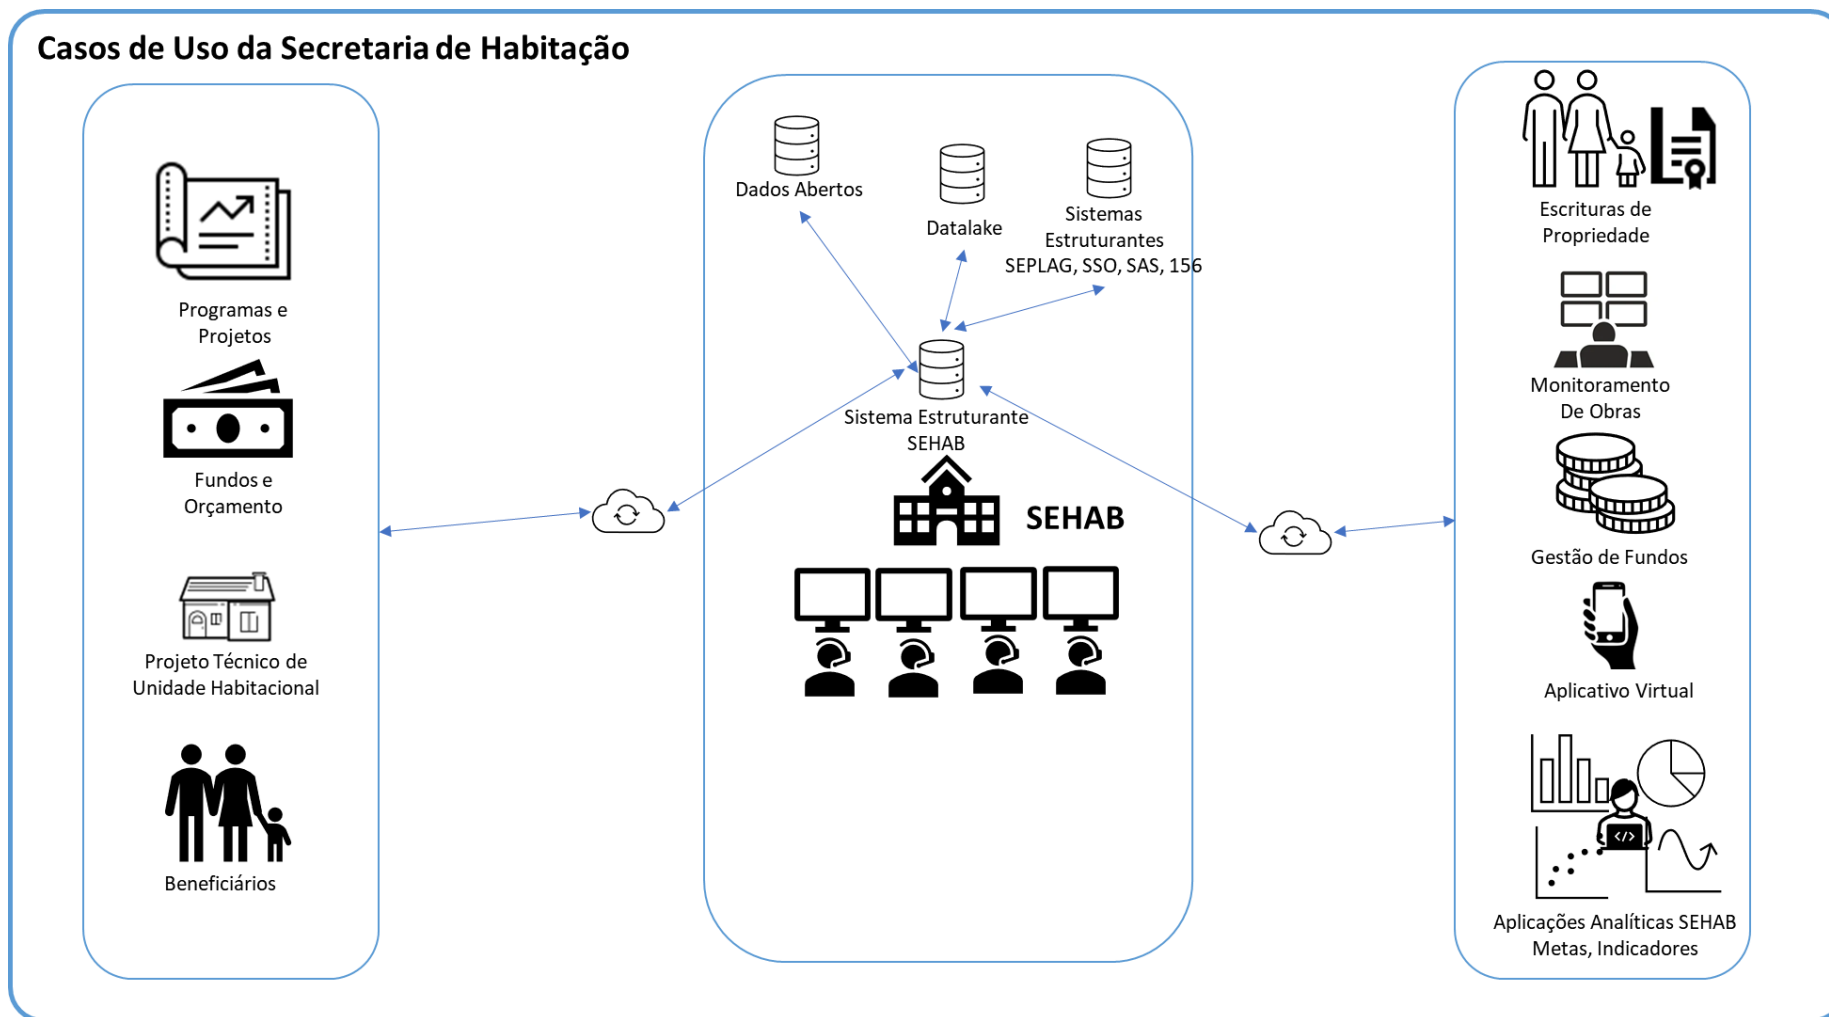 Casos de Uso da Secretaria de Habitação
Programas e
Projetos
Fundos e
Orçamento
Projeto Técnico de
Unidade Habitacional
Beneficiários
Dados Abertos
Datalake
Sistemas
Estruturantes
SEPLAG, SSO, SAS, 156
Sistema Estruturante
SEHAB
SEHAB
Escrituras de
Propriedade
Monitoramento
De Obras
Gestão de Fundos
Aplicativo Virtual
</>
Aplicações Analíticas SEHAB
Metas, Indicadores